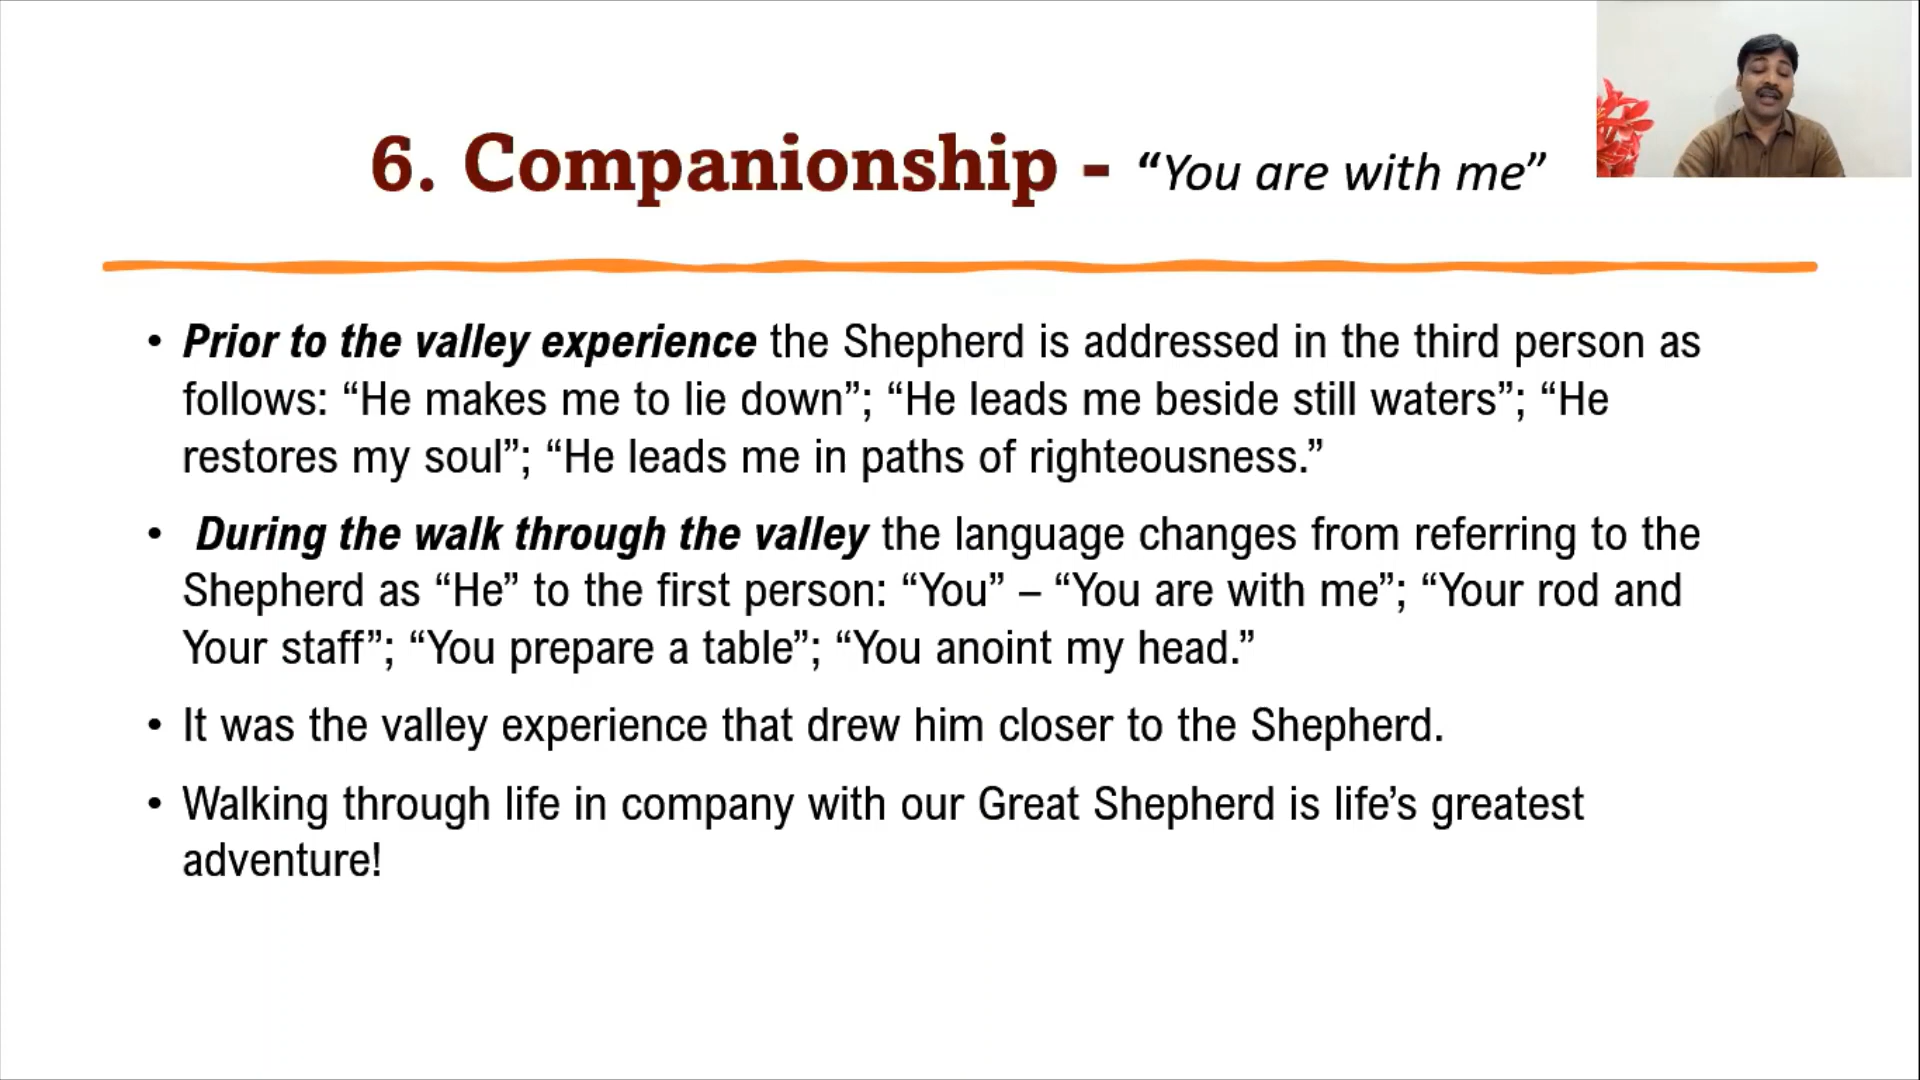 6. Companionship - “You are with me”
• Prior to the valley experience the Shepherd is addressed in the third person as
follows: “He makes me to lie down”; “He leads me beside still waters”; “He
restores my soul”; “He leads me in paths of righteousness.”
• During the walk through the valley the language changes from referring to the
Shepherd as “He” to the first person: “You” – “You are with me”; “Your rod and
Your staff”; “You prepare a table”; “You anoint my head.”
• It was the valley experience that drew him closer to the Shepherd.
• Walking through life in company with our Great Shepherd is life’s greatest
adventure!